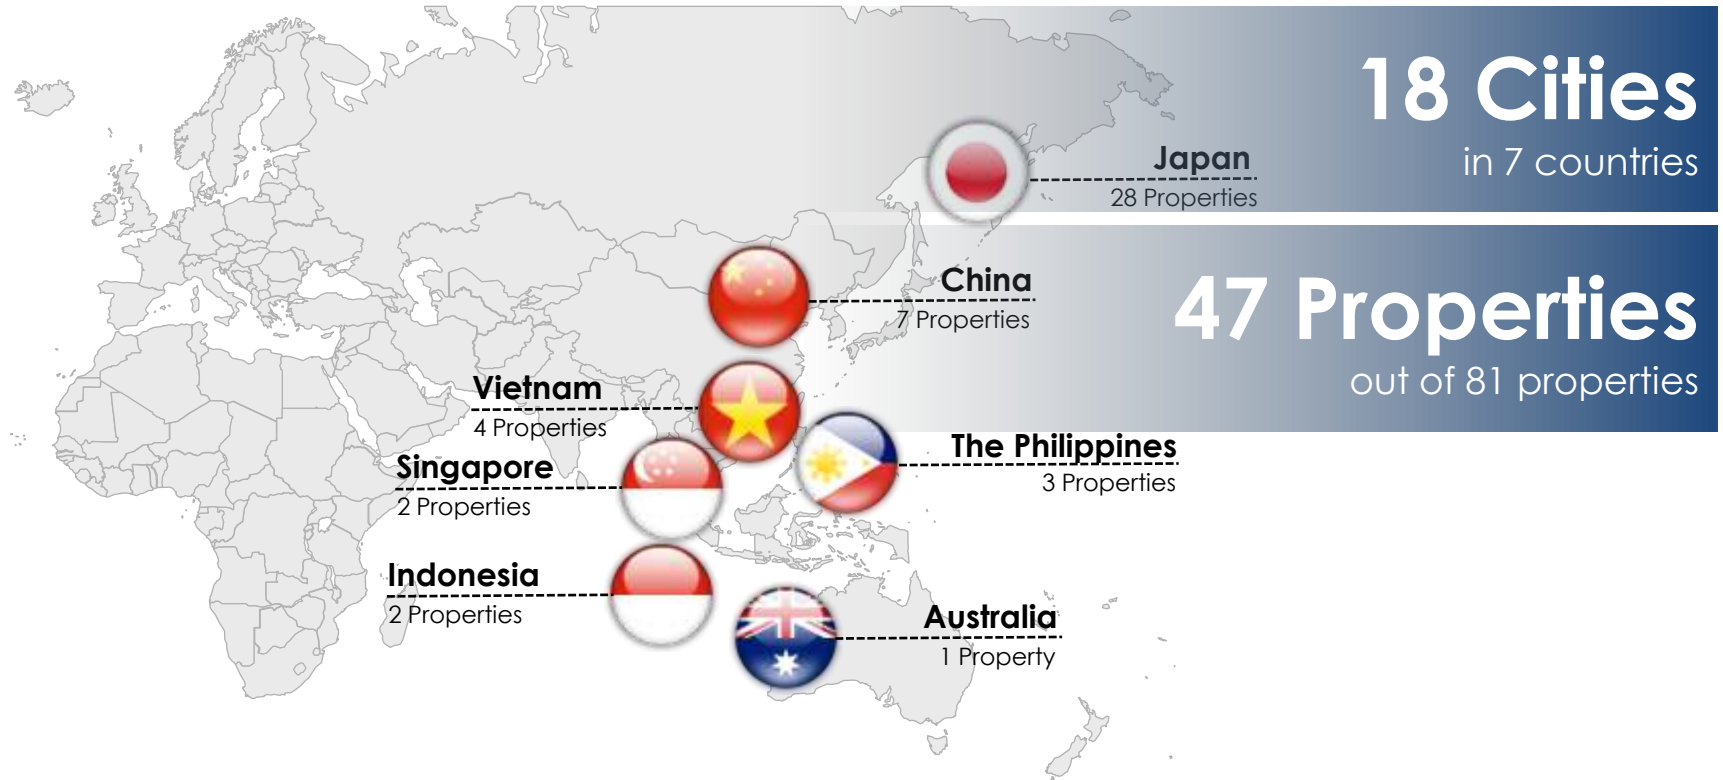 18 Cities
in 7 countries
Japan
28 Properties
China
7 Properties
47 Properties
out of 81 properties
Vietnam
4 Properties
The Philippines
3 Properties
Singapore
2 Properties
Indonesia
2 Properties
Australia
1 Property